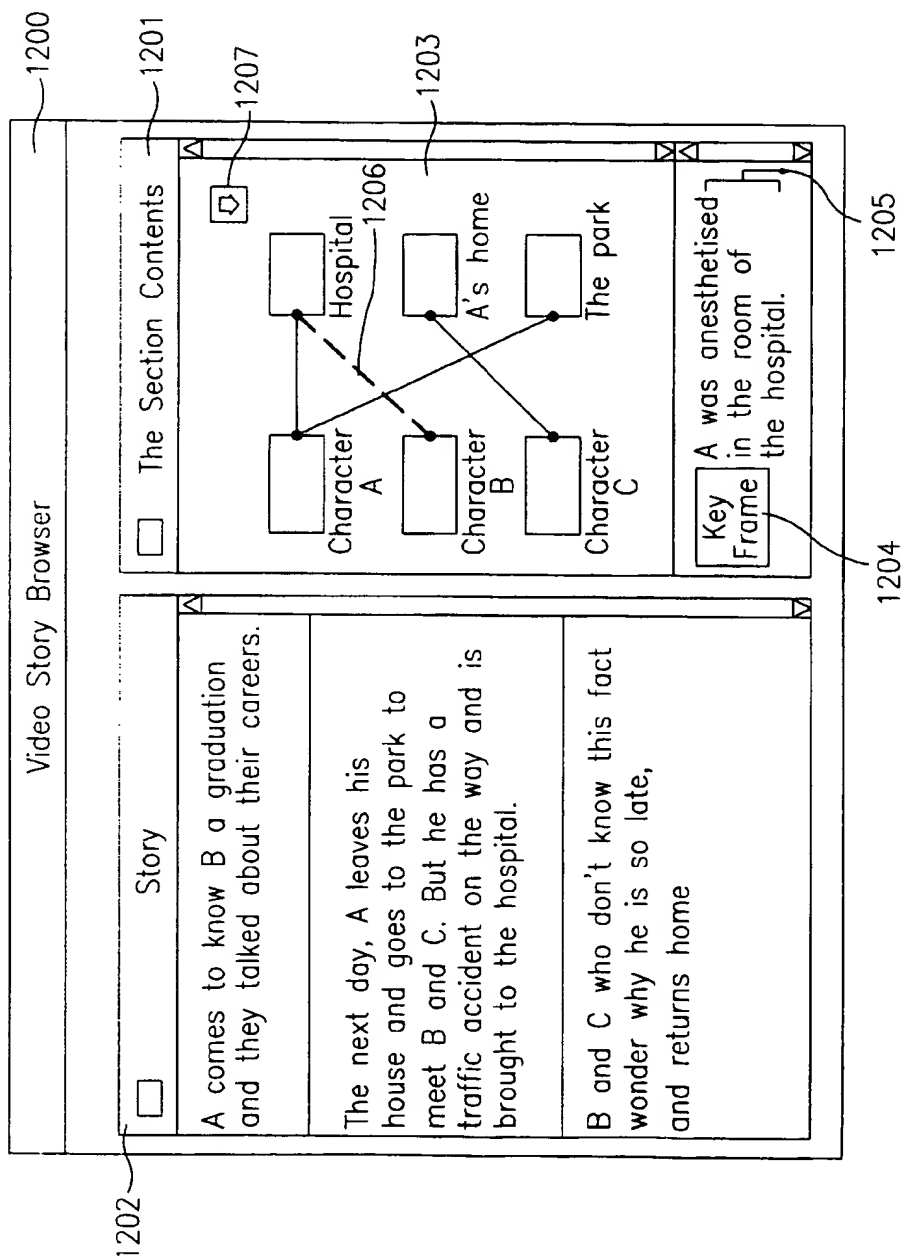 Video Story Browser
1200
1202
Story
A comes to know B a graduation
and they talked about their careers.
The next day, A leaves his
house and goes to the park to
meet B and C. But he has a
traffic accident on the way and is
brought to the hospital.
B and C who don't know this fact
wonder why he is so late,
and returns home
The Section Contents
1201
1207
1206
1203
Character
A
Hospital
Character
B
A's home
Character
C
The park
Key
Frame
1204
A was anesthetised
in the room of
the hospital.
1205